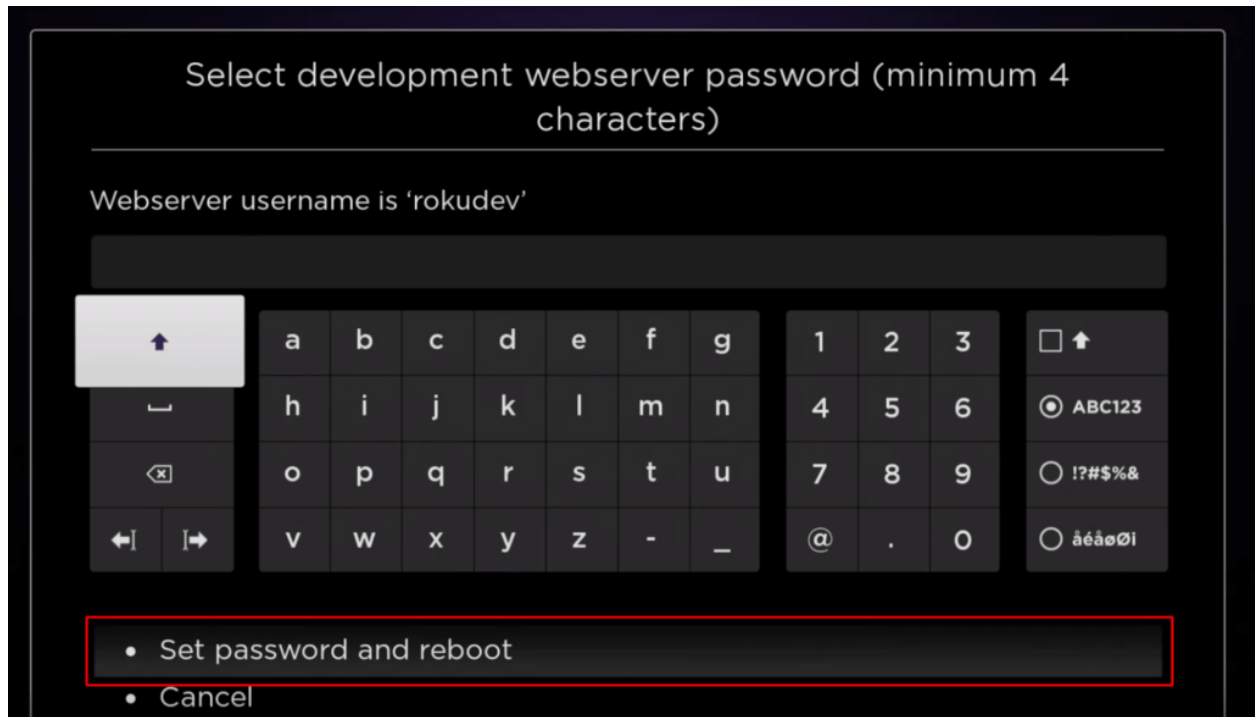 Select development webserver password (minimum 4
characters)
Webserver username is ‘rokudev’
a b c d e f g 1 2 3
h i j k l m n 4 5 6 ABC123
o p q r s t u 7 8 9 !?#$%&
v w x y z - _ @ . 0 åéåøØi
• Set password and reboot
• Cancel